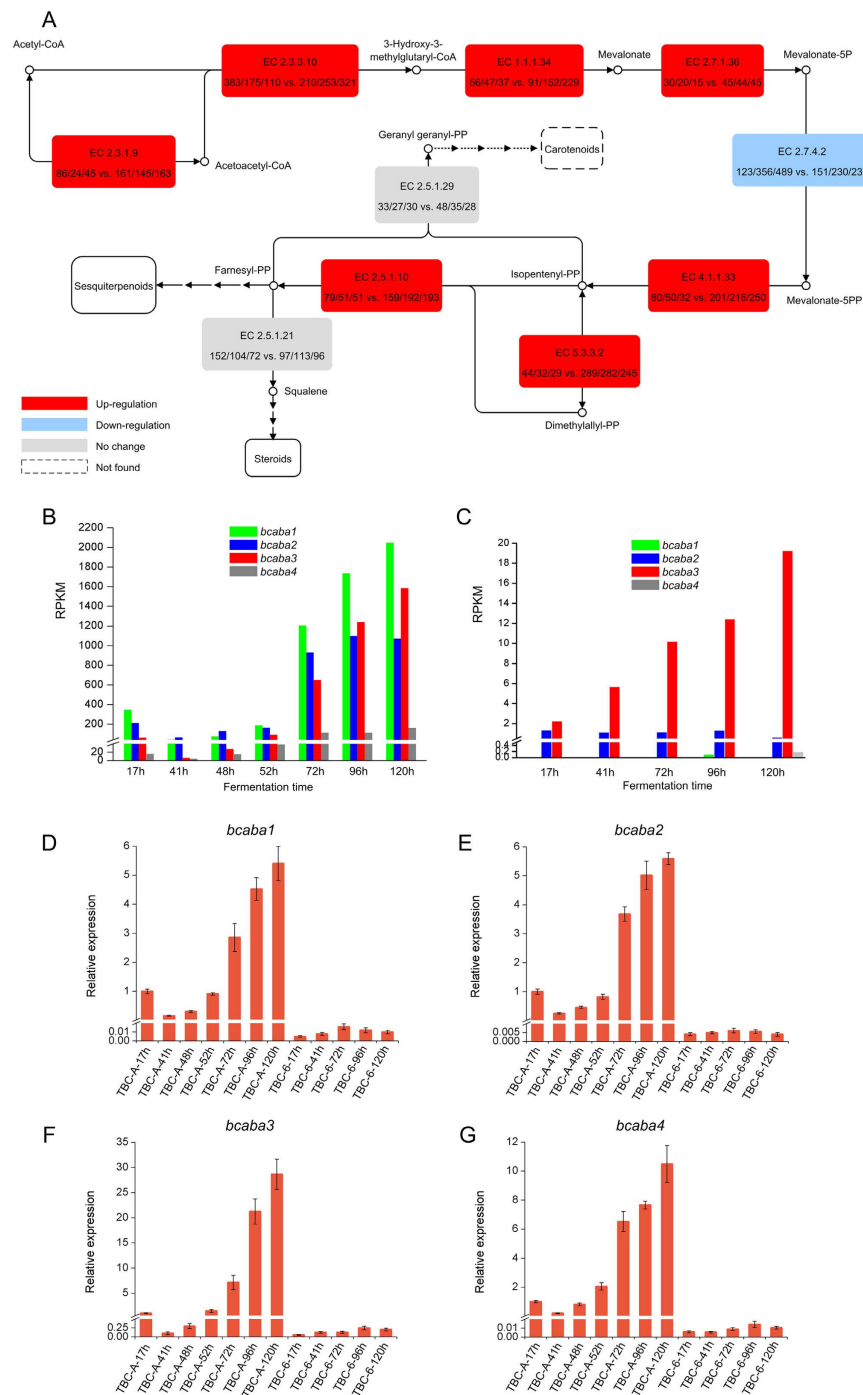 A
Acetyl-CoA
EC 2.3.3.10
383/175/110 vs. 210/253/321
3-Hydroxy-3-
methylglutaryl-CoA
EC 1.1.1.34
56/47/37 vs. 91/152/229
Mevalonate
EC 2.7.1.36
30/20/15 vs. 45/44/45
Mevalonate-5P
EC 2.3.1.9
86/24/45 vs. 161/145/163
Acetoacetyl-CoA
Geranyl geranyl-PP
Carotenoids
EC 2.7.4.2
123/356/489 vs. 151/230/23
EC 2.5.1.29
33/27/30 vs. 48/35/28
Sesquiterpenoids
Farnesyl-PP
EC 2.5.1.10
79/51/51 vs. 159/192/193
Isopentenyl-PP
EC 4.1.1.33
80/50/32 vs. 201/216/250
Mevalonate-5PP
EC 2.5.1.21
152/104/72 vs. 97/113/96
EC 5.3.3.2
44/32/29 vs. 289/282/245
Squalene
Dimethylallyl-PP
Steroids
Up-regulation
Down-regulation
No change
Not found
B
RPKM
2200
2000
1800
1600
1400
1200
1000
800
600
400
200
20
0
bcaba1
bcaba2
bcaba3
bcaba4
17h 41h 48h 52h 72h 96h 120h
Fermentation time
C
RPKM
20
18
16
14
12
10
8
6
4
2
0.4
0.2
0.0
bcaba1
bcaba2
bcaba3
bcaba4
17h 41h 72h 96h 120h
Fermentation time
D
bcaba1
Relative expression
6
5
4
3
2
1
0.01
0.00
TBC-A-17h
TBC-A-41h
TBC-A-48h
TBC-A-52h
TBC-A-72h
TBC-A-96h
TBC-A-120h
TBC-6-17h
TBC-6-41h
TBC-6-72h
TBC-6-96h
TBC-6-120h
E
bcaba2
Relative expression
6
5
4
3
2
1
0.005
0.000
TBC-A-17h
TBC-A-41h
TBC-A-48h
TBC-A-52h
TBC-A-72h
TBC-A-96h
TBC-A-120h
TBC-6-17h
TBC-6-41h
TBC-6-72h
TBC-6-96h
TBC-6-120h
F
bcaba3
Relative expression
35
30
25
20
15
10
5
0.25
0.00
TBC-A-17h
TBC-A-41h
TBC-A-48h
TBC-A-52h
TBC-A-72h
TBC-A-96h
TBC-A-120h
TBC-6-17h
TBC-6-41h
TBC-6-72h
TBC-6-96h
TBC-6-120h
G
bcaba4
Relative expression
12
10
8
6
4
2
0.01
0.00
TBC-A-17h
TBC-A-41h
TBC-A-48h
TBC-A-52h
TBC-A-72h
TBC-A-96h
TBC-A-120h
TBC-6-17h
TBC-6-41h
TBC-6-72h
TBC-6-96h
TBC-6-120h